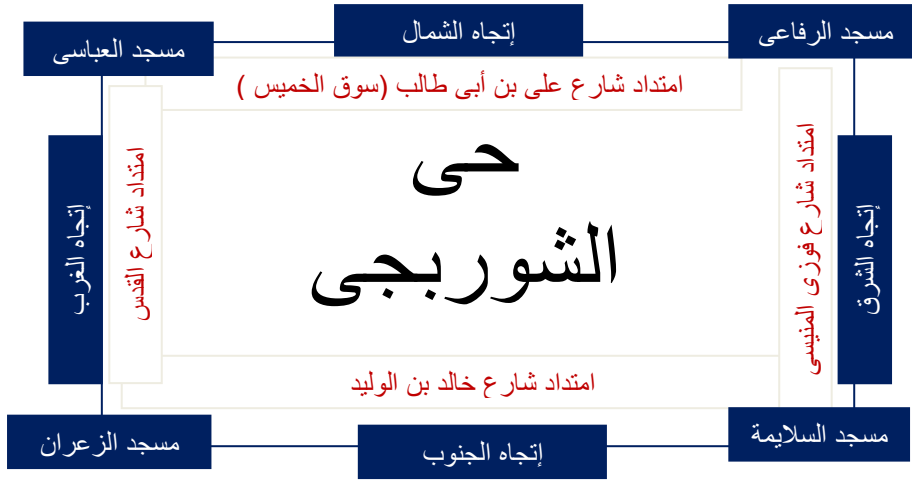 مسجد الرفاعى
إتجاه الشمال
مسجد العباسى
امتداد شارع على بن أبى طالب (سوق الخميس )
إتجاه الشرق
امتداد شارع فوزى المنيسى
حى
الشوربجى
امتداد شارع القدس
إتجاه الغرب
امتداد شارع خالد بن الوليد
مسجد السلايمة
إتجاه الجنوب
مسجد الزعران